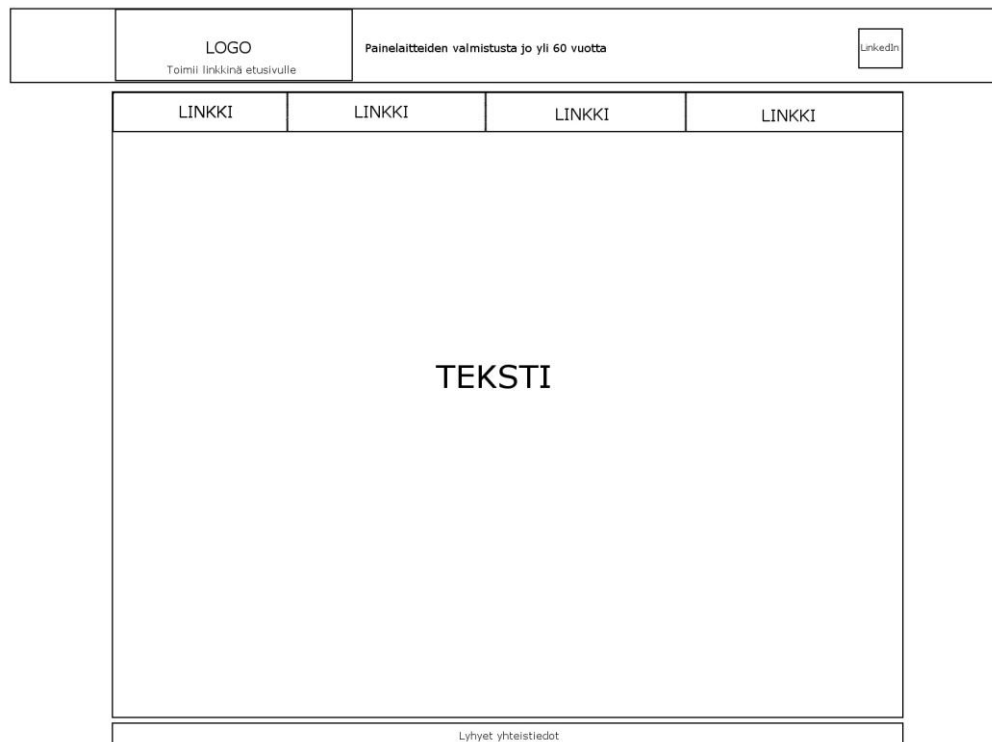 LOGO
Toimii linkkinä etusivulle
Painelaitteiden valmistusta jo yli 60 vuotta
LinkedIn
LINKKI
LINKKI
LINKKI
LINKKI
TEKSTI
Lyhyet yhteistiedot